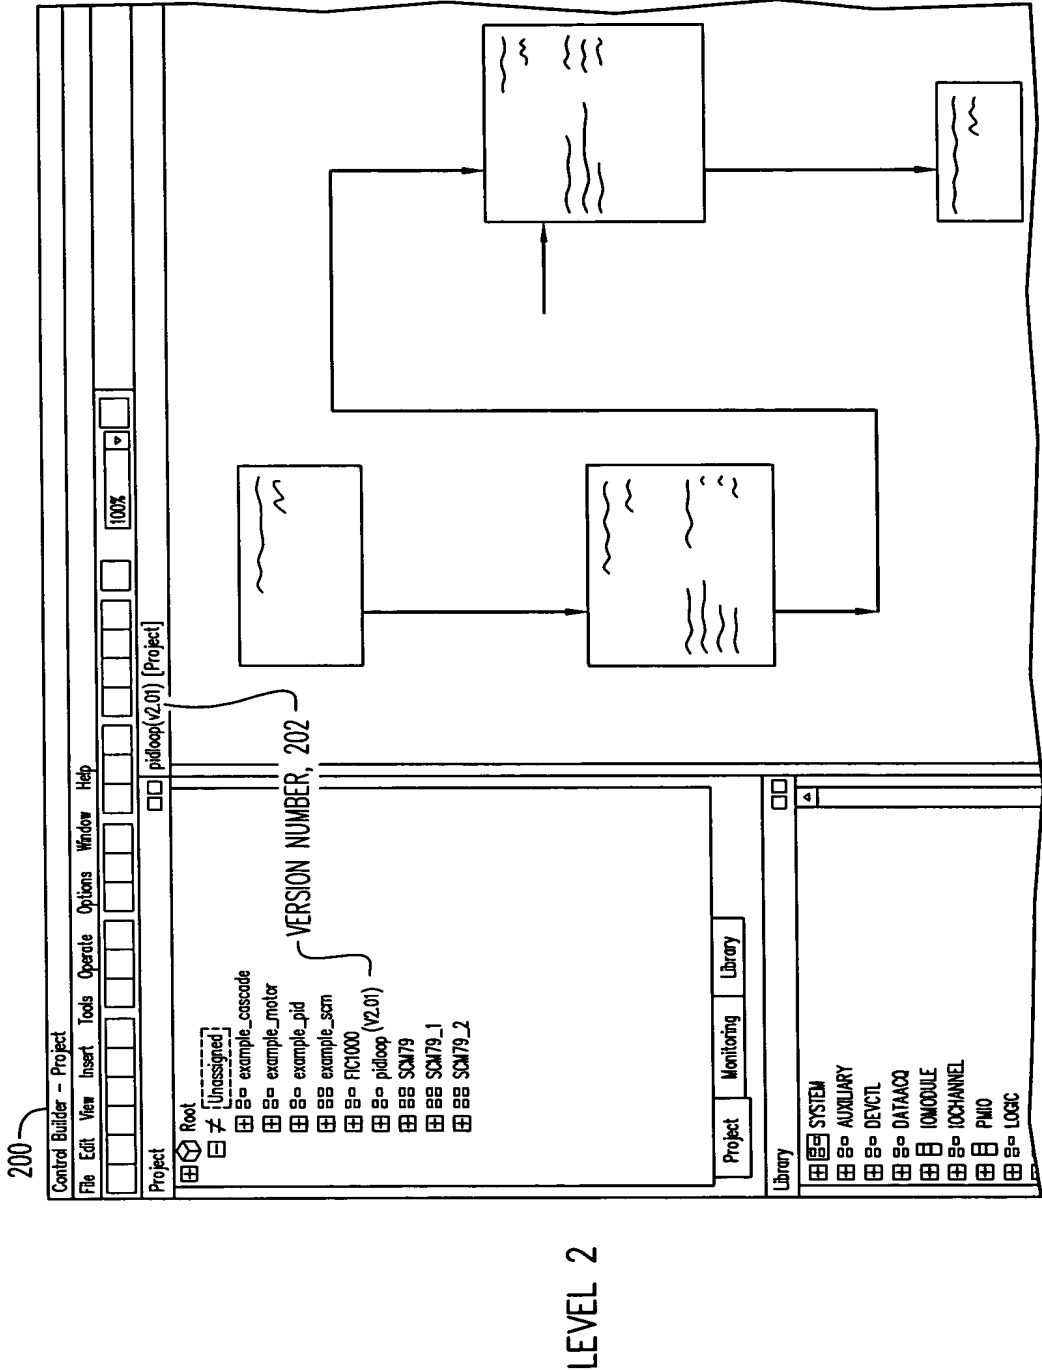 200
Control Builder – Project
File Edit View Insert Tools Operate Options Window Help
100%
Project
pidloop(v2.01) [Project]
Root
Unassigned
example_cascade
example_motor
example_pid
example_scm
FIC1000
pidloop (V2.01)
SCM79
SCM79_1
SCM79_2
VERSION NUMBER, 202
Project Monitoring Library
Library
SYSTEM
AUXILIARY
DEVCTL
DATAACQ
IOMODULE
IOCHANNEL
PMIO
LOGIC
LEVEL 2